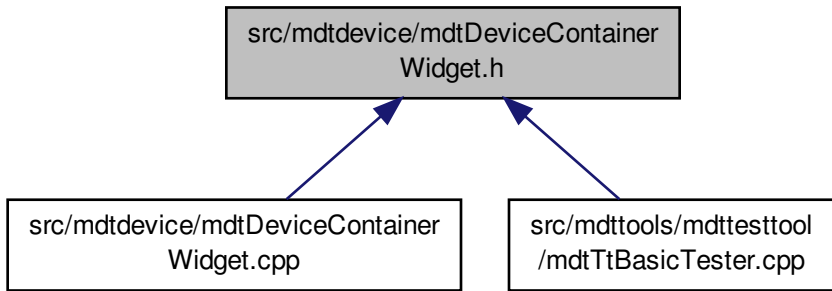 src/mdtdevice/mdtDeviceContainer
Widget.h
src/mdtdevice/mdtDeviceContainer
Widget.cpp
src/mdttools/mdttesttool
/mdtTtBasicTester.cpp